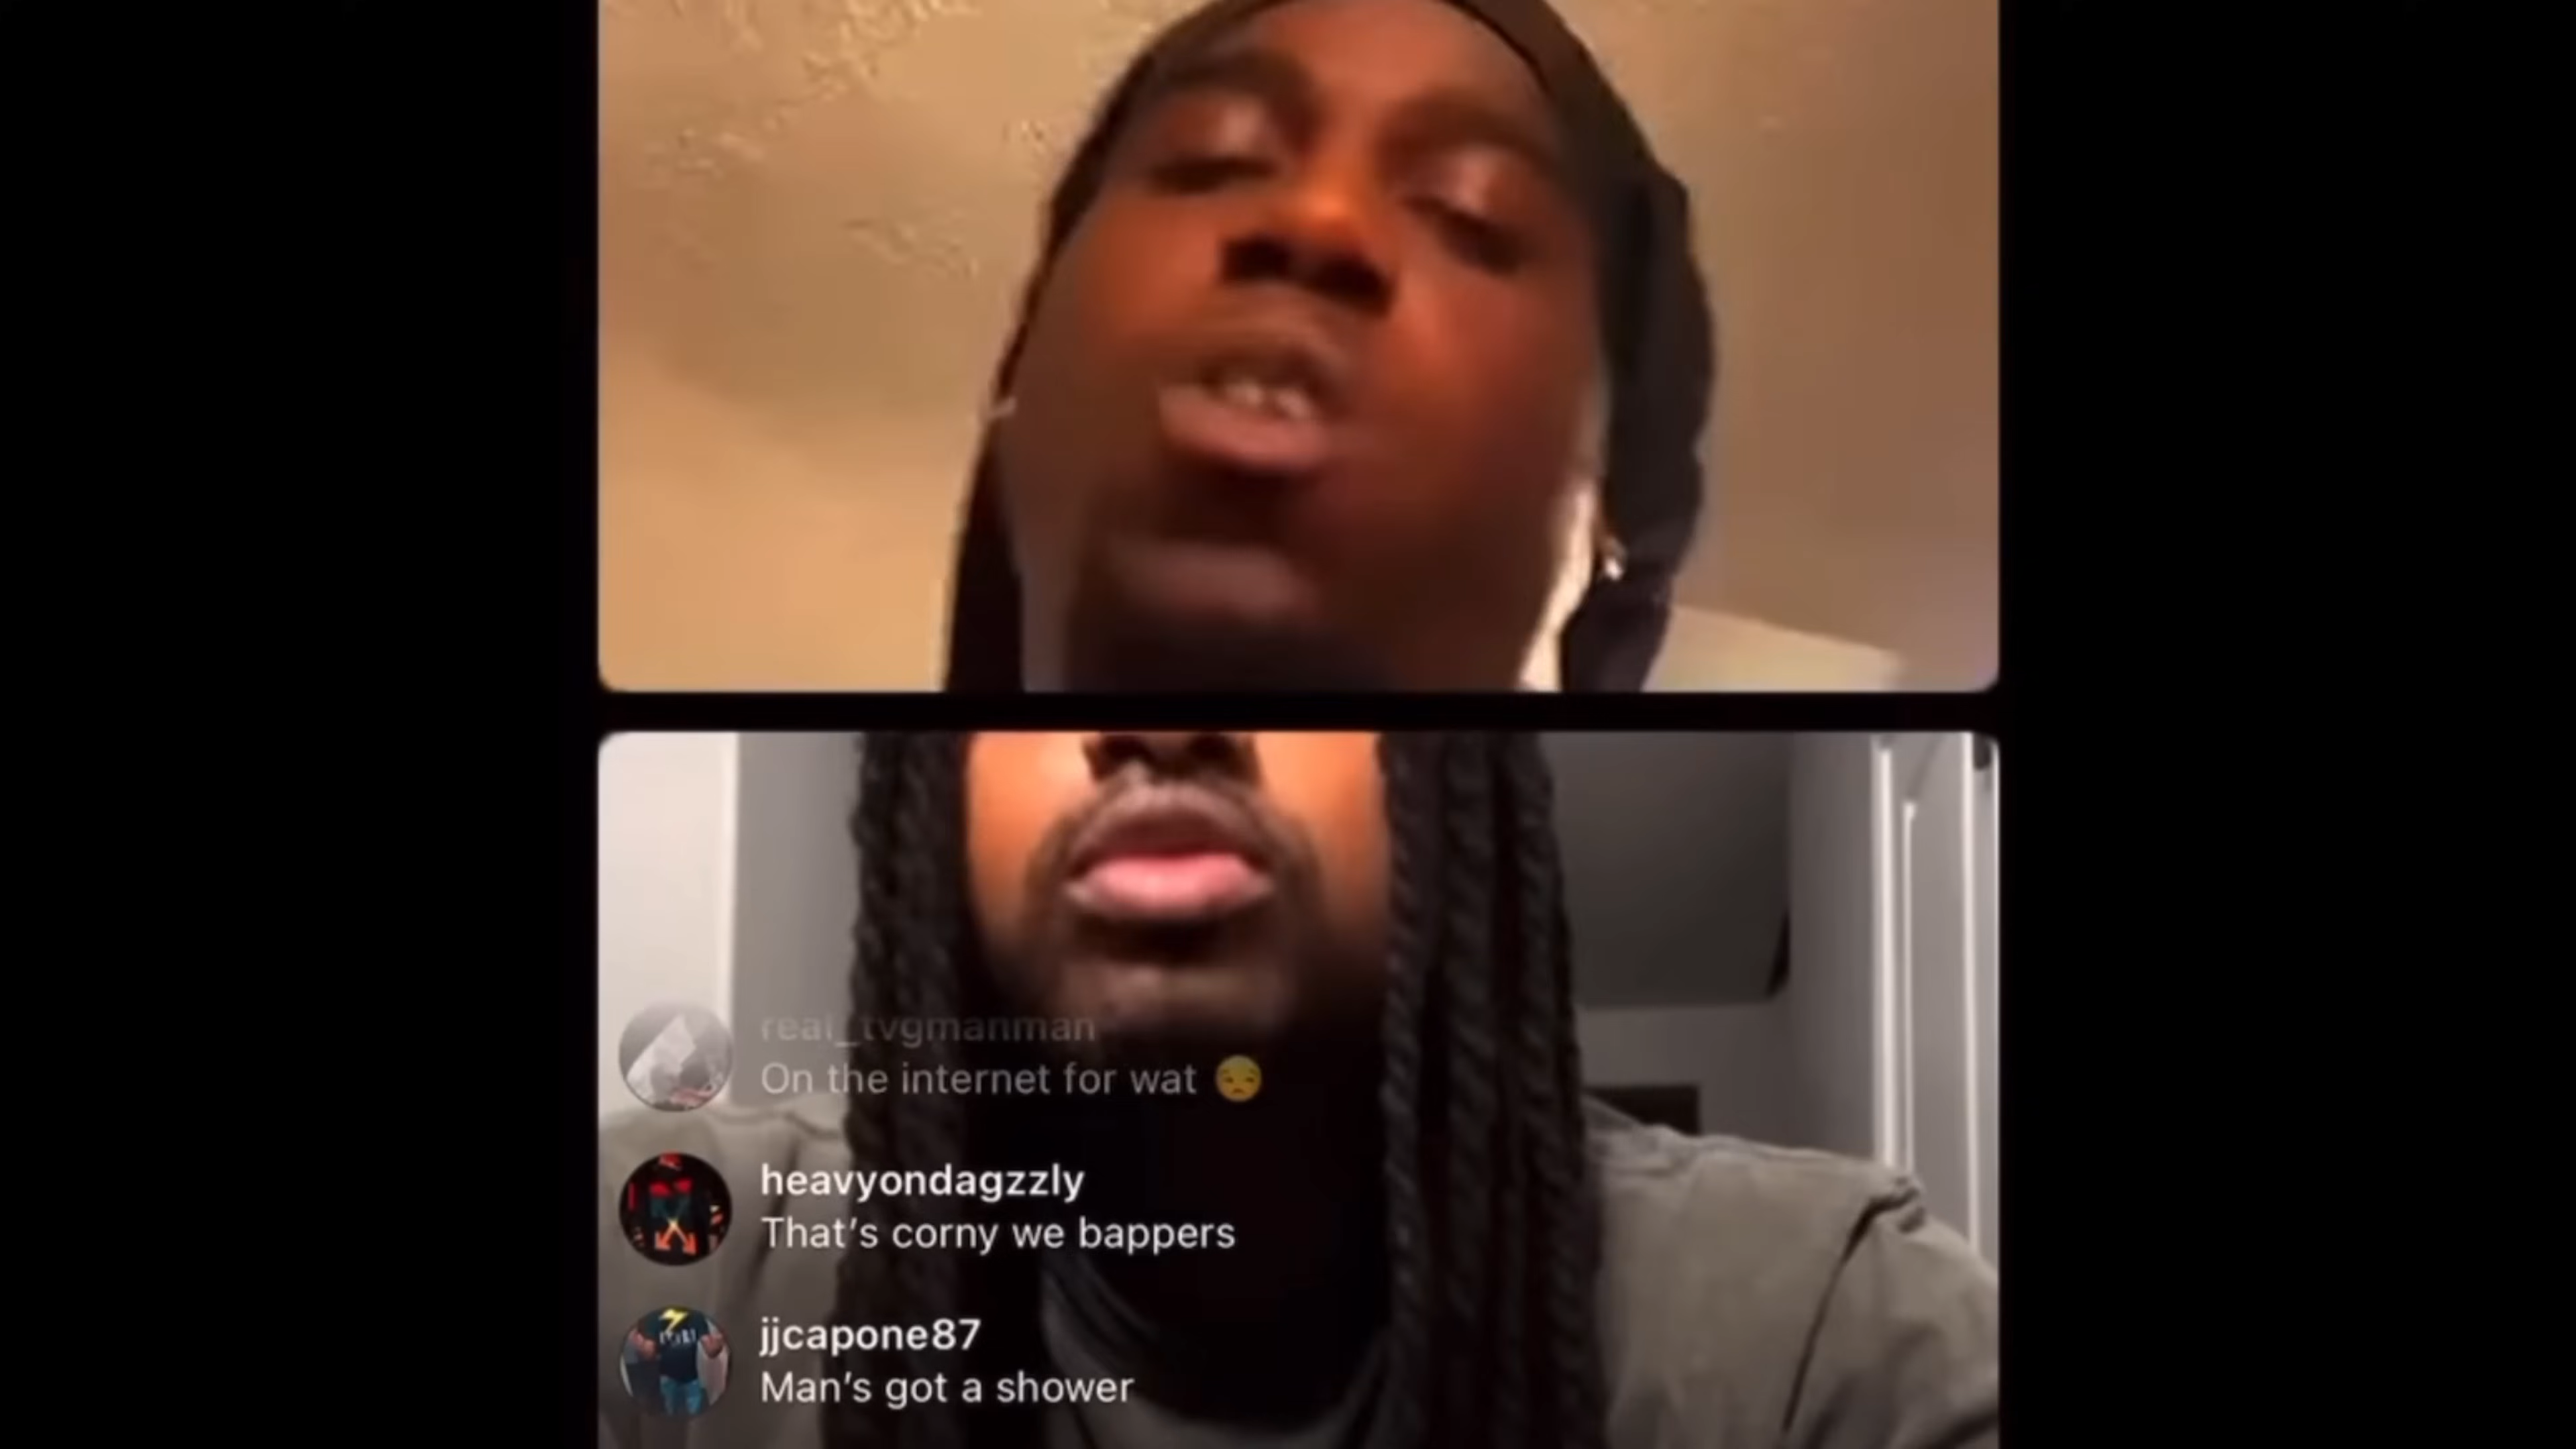 real_tvgmanman
On the internet for wat 😔
heavyondagzzly
That's corny we bappers
jjcapone87
Man's got a shower